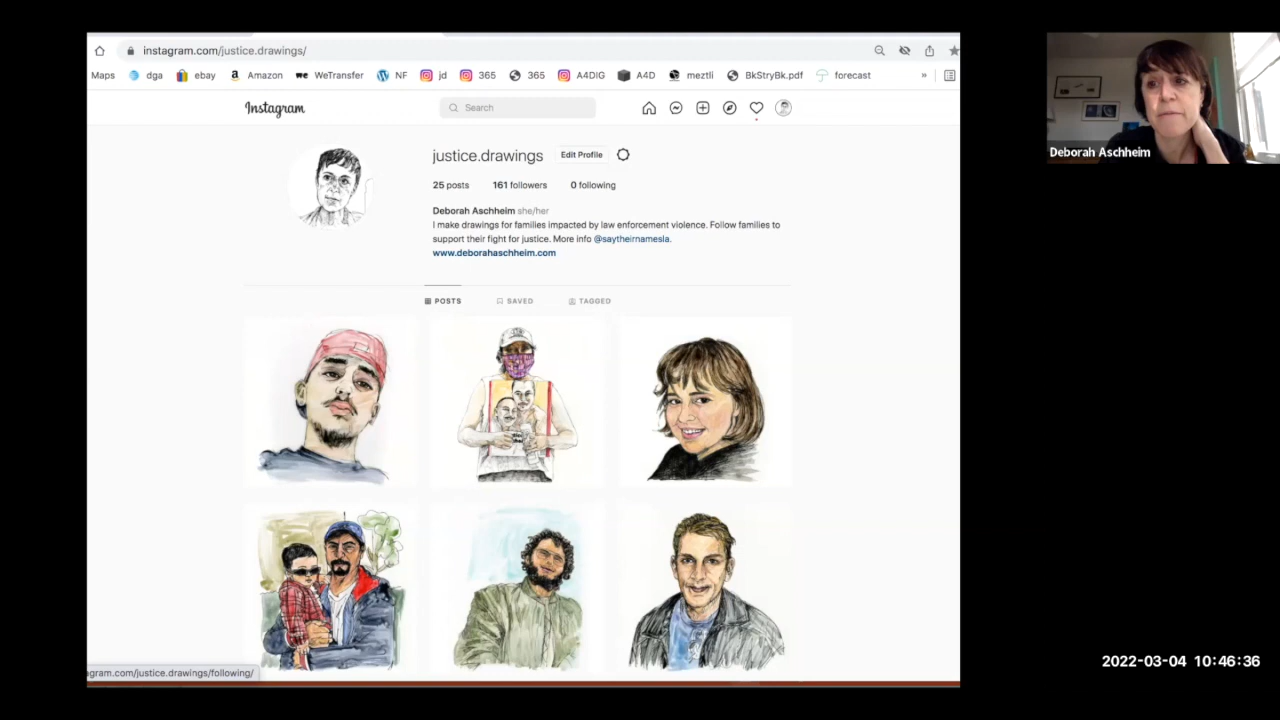 instagram.com/justice.drawings/
Maps dga ebay Amazon WeTransfer NF jd 365 365 A4DIG A4D meztli BkStryBk.pdf forecast »
Instagram Search
justice.drawings Edit Profile
25 posts 161 followers 0 following
Deborah Aschheim she/her
I make drawings for families impacted by law enforcement violence. Follow families to
support their fight for justice. More info @saytheirnamesla.
www.deborahaschheim.com
POSTS SAVED TAGGED
gram.com/justice.drawings/following/
Deborah Aschheim
2022-03-04 10:46:36